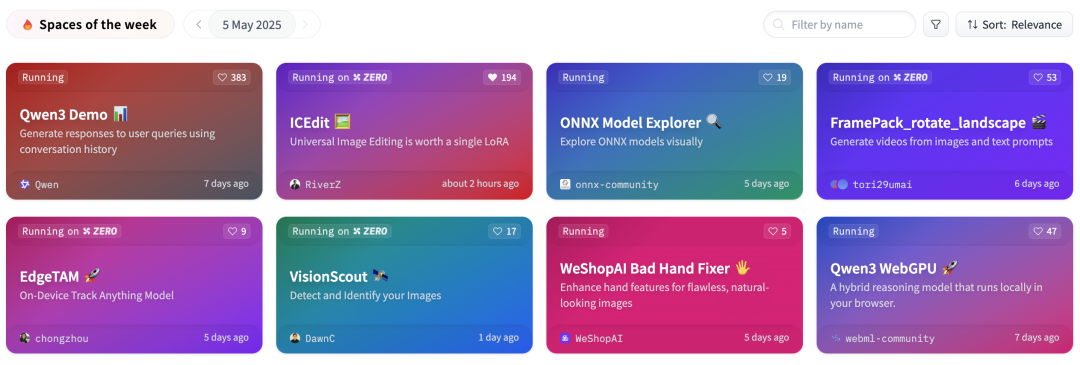 Spaces of the week
5 May 2025
Filter by name
Sort: Relevance
Running
383
Qwen3 Demo
Generate responses to user queries using
conversation history
Qwen
7 days ago
Running on ZERO
194
ICEdit
Universal Image Editing is worth a single LoRA
RiverZ
about 2 hours ago
Running
19
ONNX Model Explorer
Explore ONNX models visually
onnx-community
5 days ago
Running on ZERO
53
FramePack_rotate_landscape
Generate videos from images and text prompts
tori29umai
6 days ago
Running on ZERO
9
EdgeTAM
On-Device Track Anything Model
chongzhou
5 days ago
Running on ZERO
17
VisionScout
Detect and Identify your Images
DawnC
1 day ago
Running
5
WeShopAI Bad Hand Fixer
Enhance hand features for flawless, natural-
looking images
WeShopAI
5 days ago
Running
47
Qwen3 WebGPU
A hybrid reasoning model that runs locally in
your browser.
webml-community
7 days ago